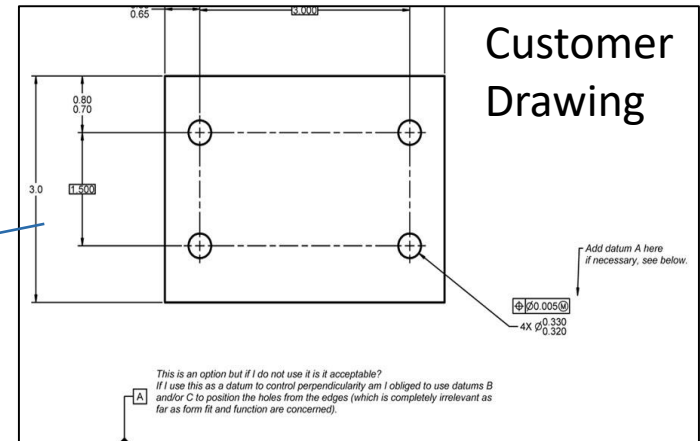 0.65
3.000
Customer
Drawing
0.80
0.70
3.0
1.500
Add datum A here
if necessary, see below.
⌖ Ø0.005Ⓜ
4X Ø0.330
0.320
This is an option but if I do not use it is it acceptable?
If I use this as a datum to control perpendicularity am I obliged to use datums B
A
and/or C to position the holes from the edges (which is completely irrelevant as
far as form fit and function are concerned).